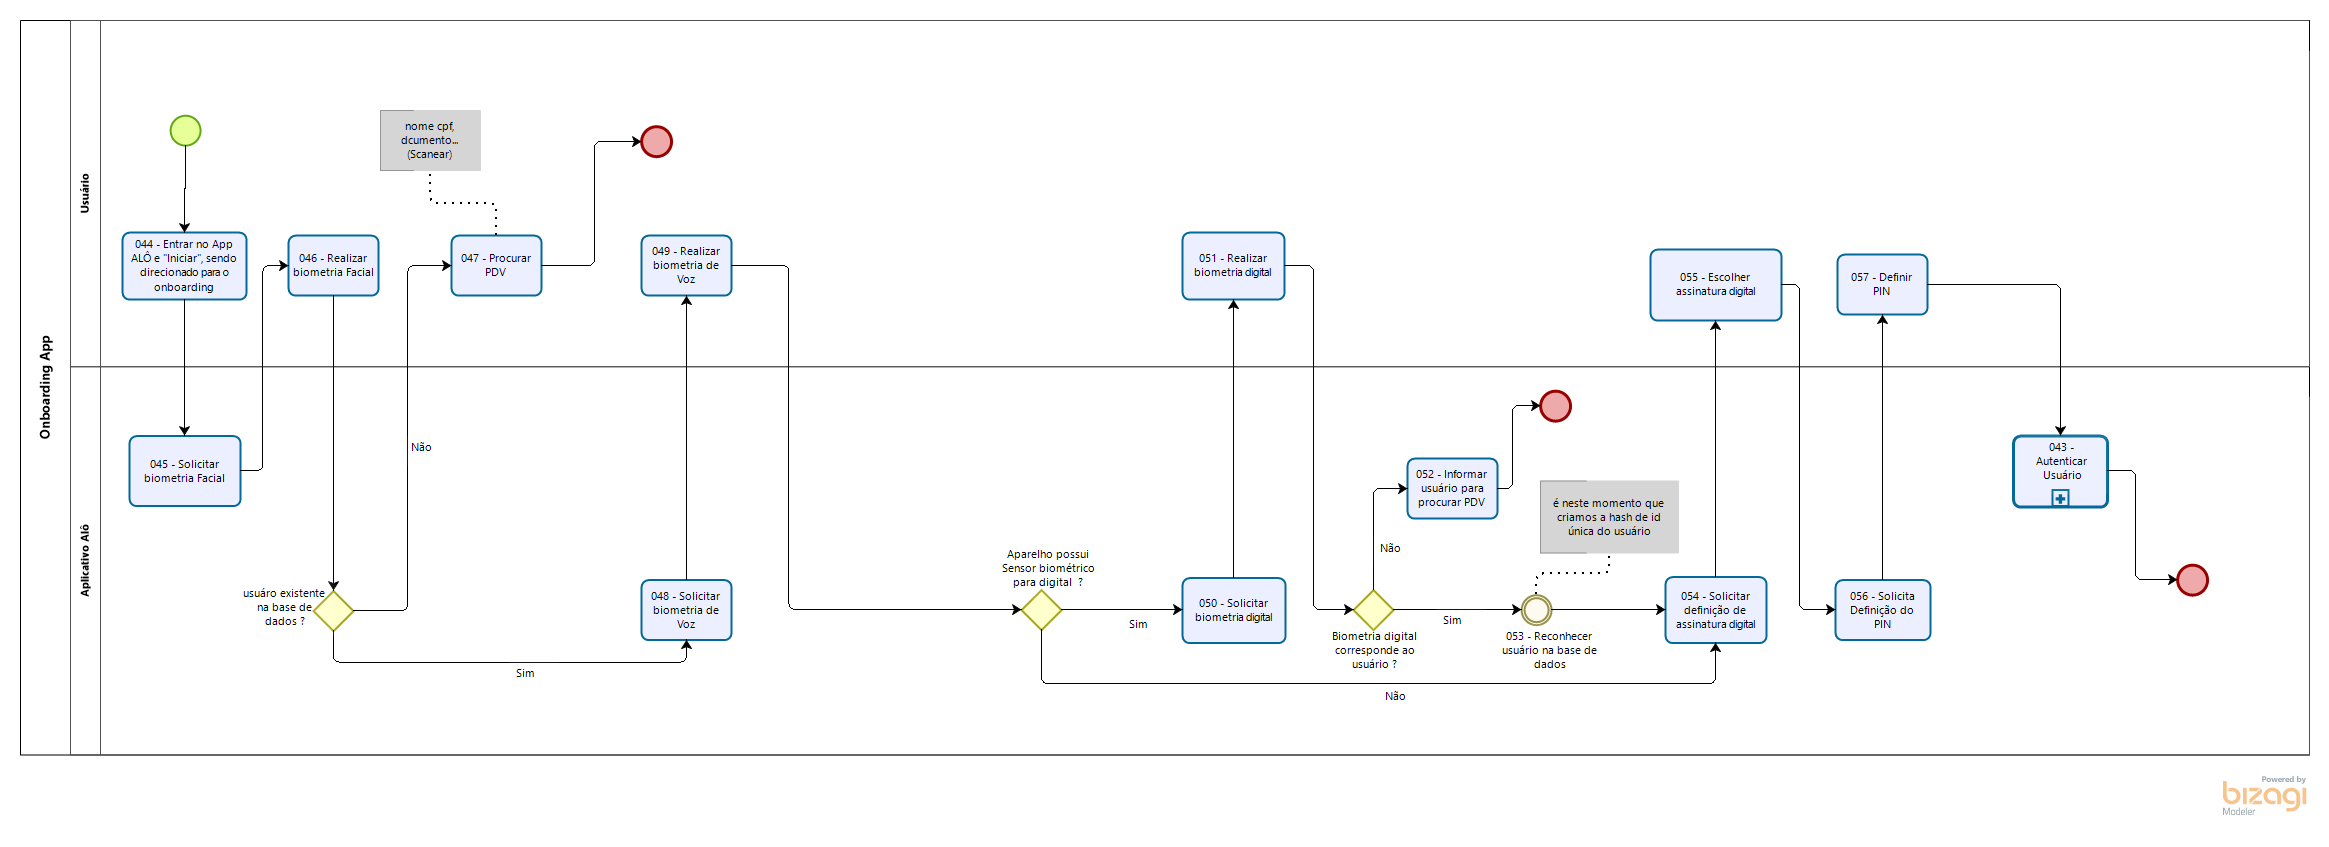 Onboarding App
Usuário
nome cpf,
dcumento...
(Scanear)
044 - Entrar no App
ALÔ e "Iniciar", sendo
direcionado para o
onboarding
046 - Realizar
biometria Facial
047 - Procurar
PDV
049 - Realizar
biometria de
Voz
051 - Realizar
biometria digital
055 - Escolher
assinatura digital
057 - Definir
PIN
Aplicativo Alô
045 - Solicitar
biometria Facial
Não
usuáro existente
na base de
dados ?
Sim
048 - Solicitar
biometria de
Voz
Aparelho possui
Sensor biométrico
para digital ?
Sim
Não
050 - Solicitar
biometria digital
Biometria digital
corresponde ao
usuário ?
Não
Sim
052 - Informar
usuário para
procurar PDV
é neste momento que
criamos a hash de id
única do usuário
053 - Reconhecer
usuário na base de
dados
054 - Solicitar
definição de
assinatura digital
056 - Solicita
Definição do
PIN
043 -
Autenticar
Usuário
Powered by
bizagi
Modeler